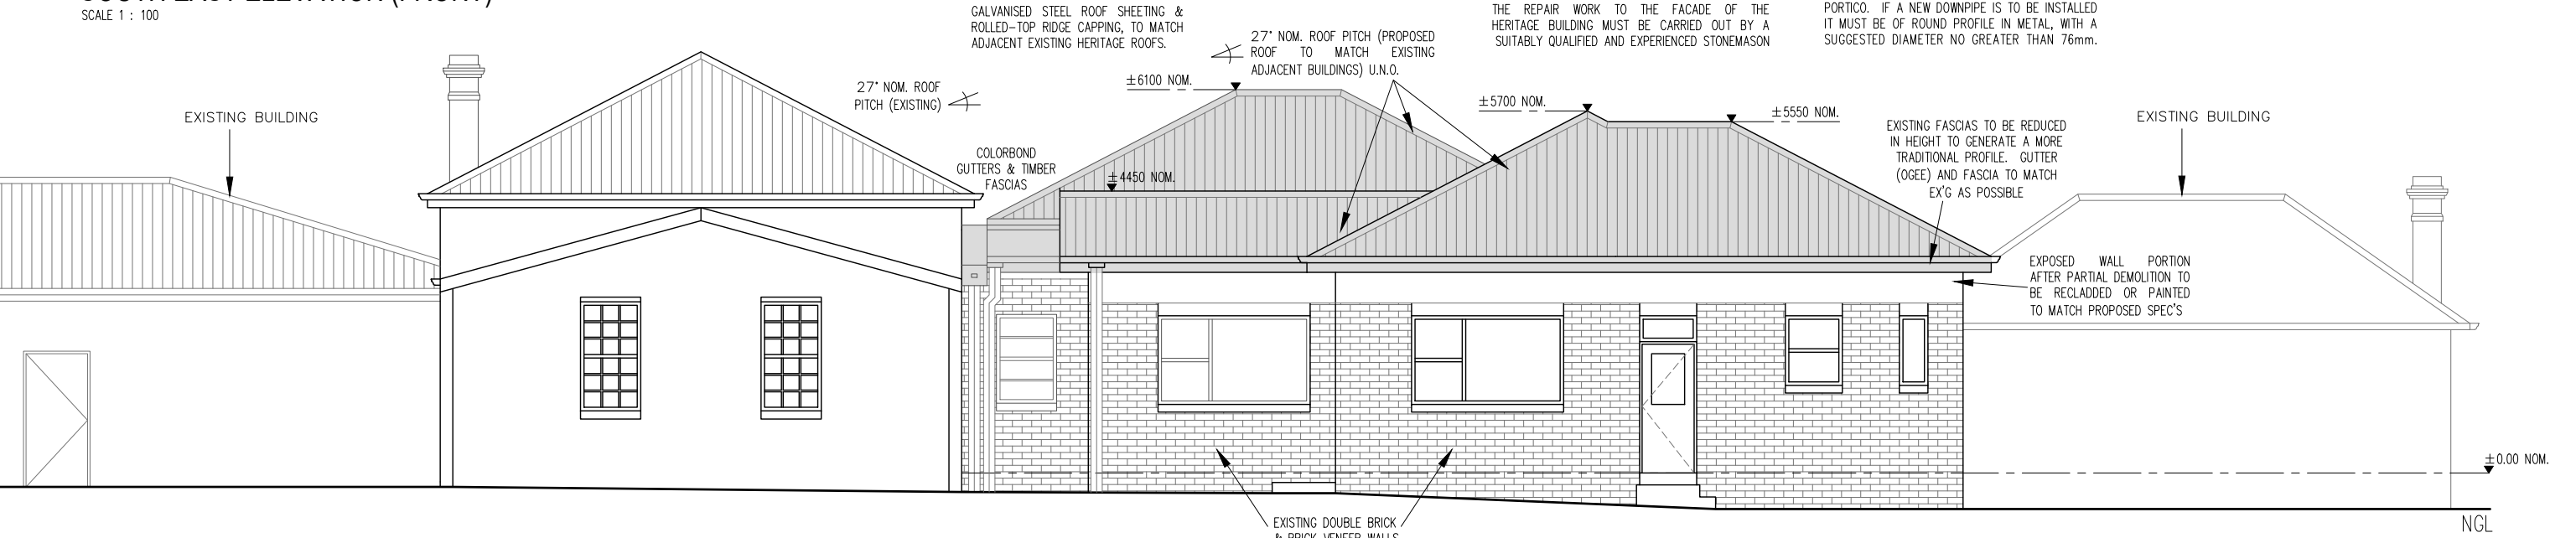 SCALE 1 : 100
GALVANISED STEEL ROOF SHEETING &
ROLLED-TOP RIDGE CAPPING, TO MATCH
ADJACENT EXISTING HERITAGE ROOFS.
THE REPAIR WORK TO THE FACADE OF THE
HERITAGE BUILDING MUST BE CARRIED OUT BY A
SUITABLY QUALIFIED AND EXPERIENCED STONEMASON
PORTICO. IF A NEW DOWNPIPE IS TO BE INSTALLED
IT MUST BE OF ROUND PROFILE IN METAL, WITH A
SUGGESTED DIAMETER NO GREATER THAN 76mm.
27° NOM. ROOF PITCH (PROPOSED
ROOF TO MATCH EXISTING
ADJACENT BUILDINGS) U.N.O.
27° NOM. ROOF
PITCH (EXISTING)
±6100 NOM.
±5700 NOM.
±5550 NOM.
EXISTING BUILDING
EXISTING BUILDING
EXISTING FASCIAS TO BE REDUCED
IN HEIGHT TO GENERATE A MORE
TRADITIONAL PROFILE. GUTTER
(OGEE) AND FASCIA TO MATCH
EX'G AS POSSIBLE
COLORBOND
GUTTERS & TIMBER
FASCIAS
±4450 NOM.
EXPOSED WALL PORTION
AFTER PARTIAL DEMOLITION TO
BE RECLADDED OR PAINTED
TO MATCH PROPOSED SPEC'S
±0.00 NOM.
NGL
EXISTING DOUBLE BRICK
& BRICK VENEER WALLS